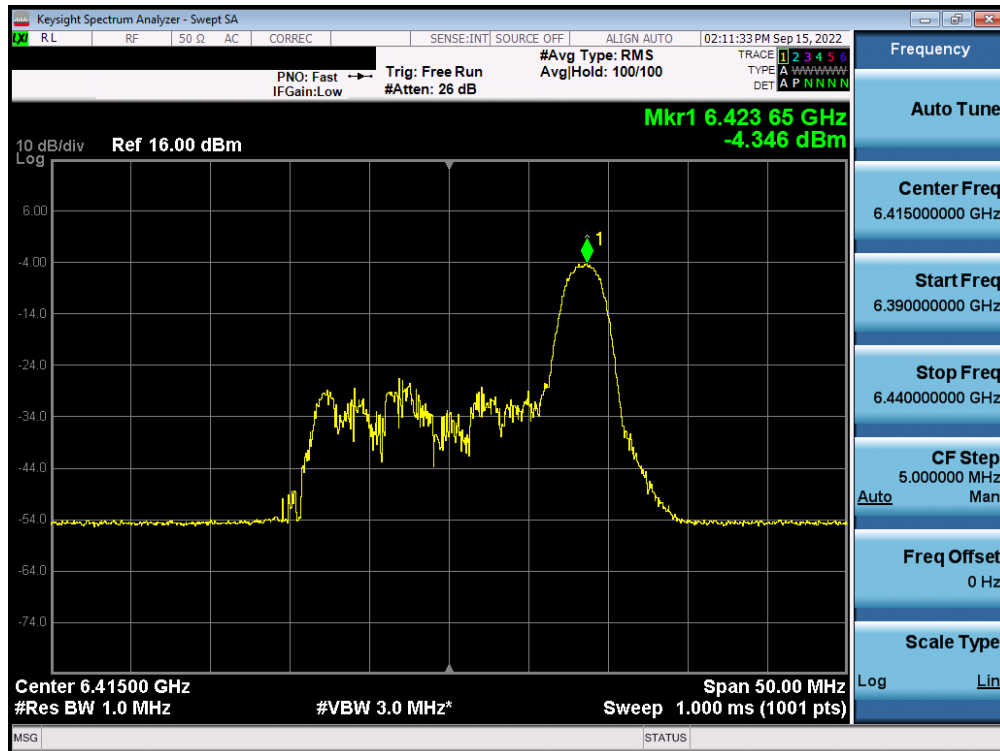 Keysight Spectrum Analyzer - Swept SA
LXI RL RF 50 Ω AC CORREC SENSE:INT SOURCE OFF ALIGN AUTO 02:11:33 PM Sep 15, 2022
PNO: Fast
IFGain:Low
Trig: Free Run
#Atten: 26 dB
#Avg Type: RMS
Avg|Hold: 100/100
TRACE 1 2 3 4 5 6
TYPE A WWWWW
DET A P N N N N
Frequency
Mkr1 6.423 65 GHz
-4.346 dBm
10 dB/div Ref 16.00 dBm
Log
1
6.00
-4.00
-14.0
-24.0
-34.0
-44.0
-54.0
-64.0
-74.0
Center 6.41500 GHz Span 50.00 MHz
#Res BW 1.0 MHz #VBW 3.0 MHz* Sweep 1.000 ms (1001 pts)
Auto Tune
Center Freq
6.415000000 GHz
Start Freq
6.390000000 GHz
Stop Freq
6.440000000 GHz
CF Step
5.000000 MHz
Auto Man
Freq Offset
0 Hz
Scale Type
Log Lin
MSG STATUS